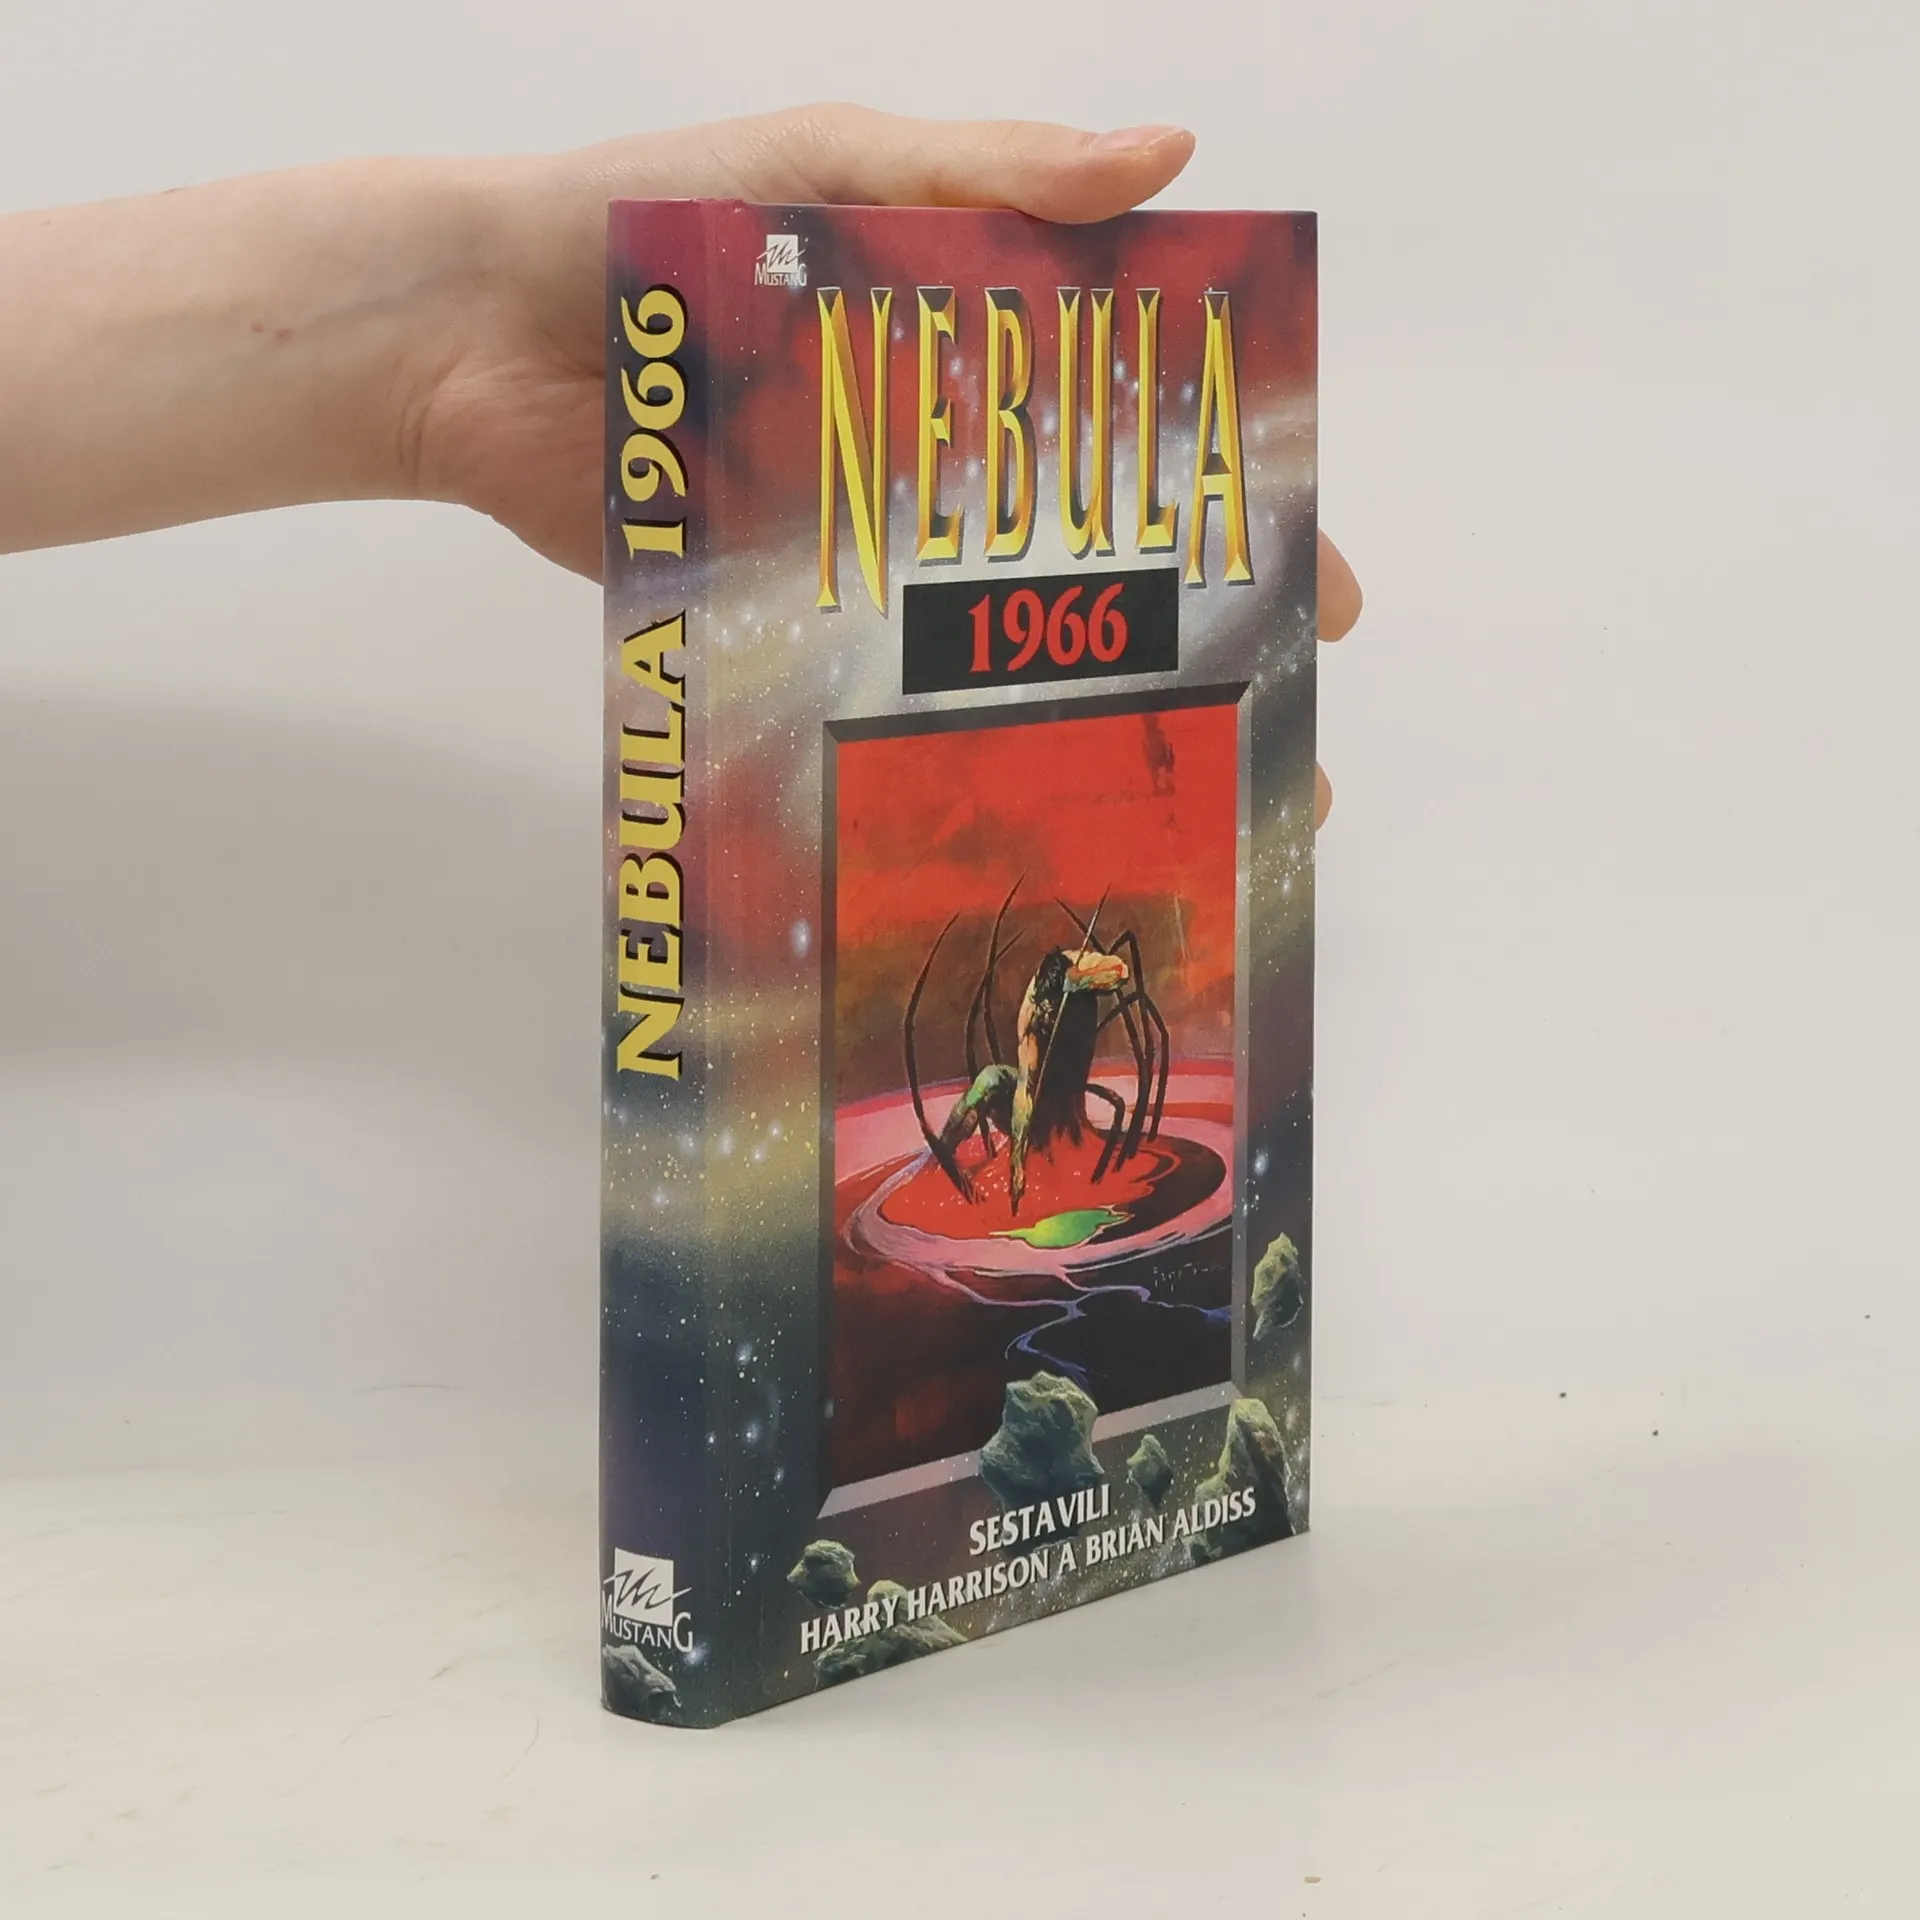 NEBULA 1966
MUSTANG
MUSTANG
NEBULA
1966
SESTAVILI
HARRY HARRISON A BRIAN ALDISS